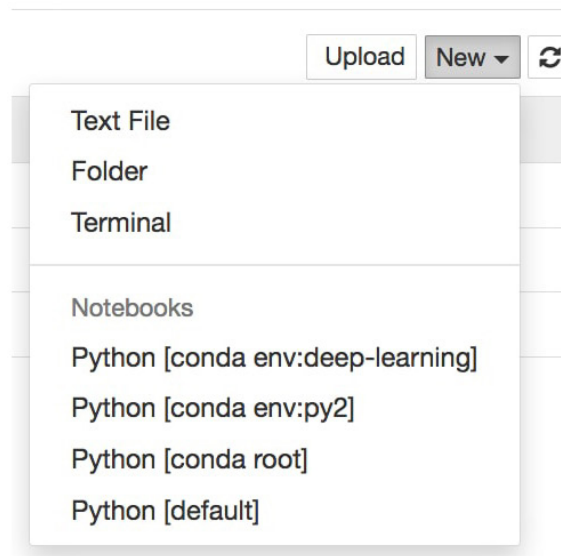 Upload New
Text File
Folder
Terminal
Notebooks
Python [conda env:deep-learning]
Python [conda env:py2]
Python [conda root]
Python [default]